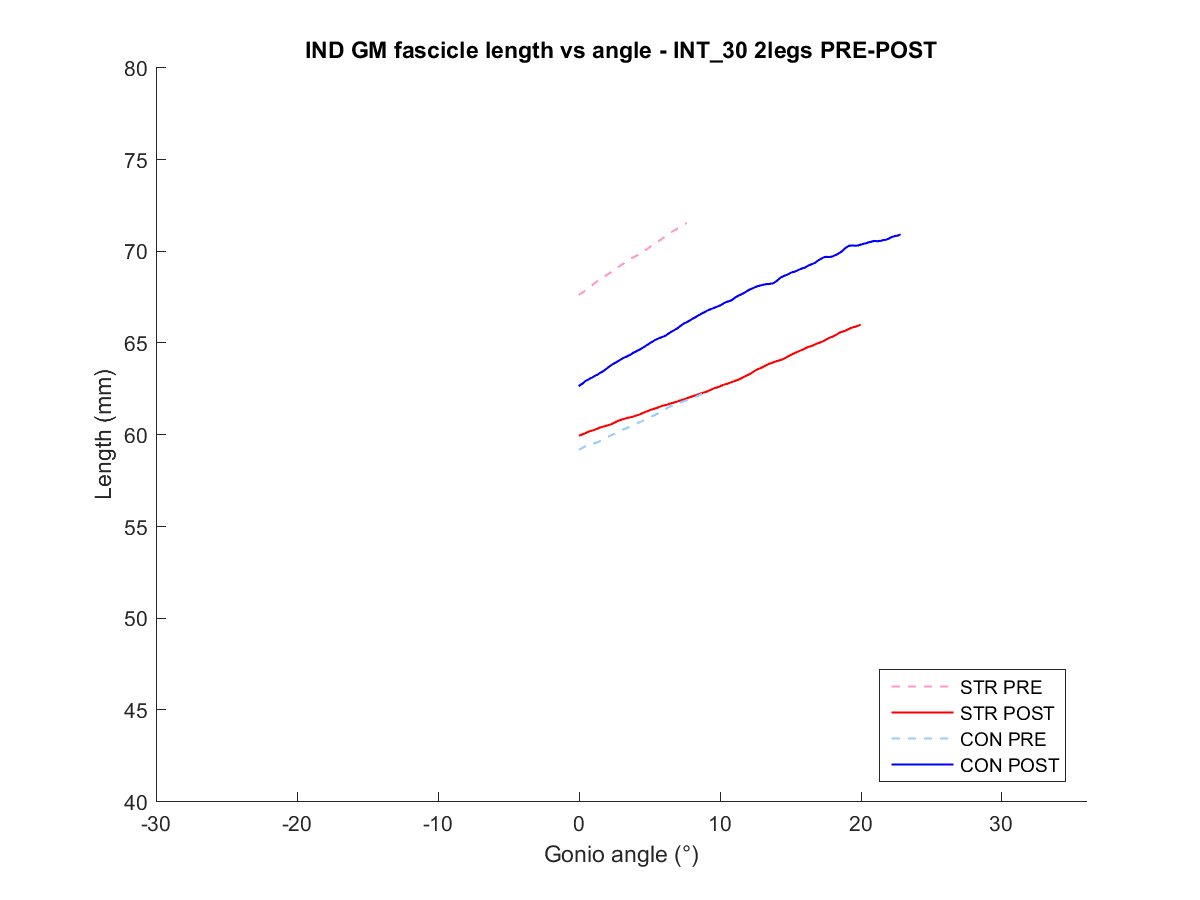 IND GM fascicle length vs angle - INT_30 2legs PRE-POST
80
75
70
65
60
55
50
45
40
Length (mm)
-30
-20
-10
0
10
20
30
Gonio angle (°)
STR PRE
STR POST
CON PRE
CON POST